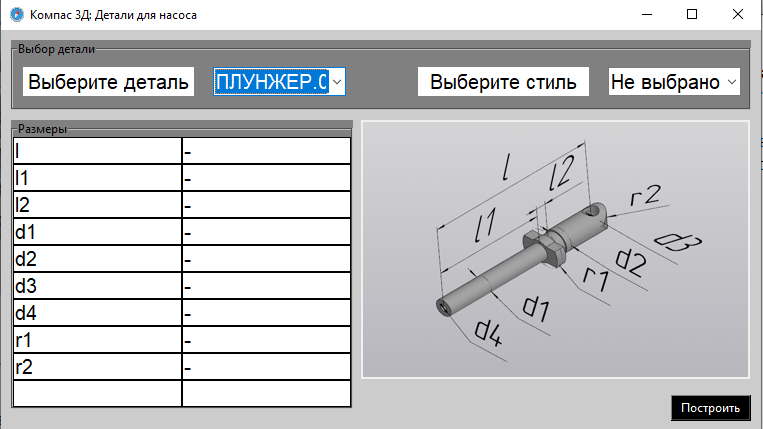 Компас 3Д: Детали для насоса
Выбор детали
Выберите деталь ПЛУНЖЕР.С Выберите стиль Не выбрано
Размеры
l -
l1 -
l2 -
d1 -
d2 -
d3 -
d4 -
r1 -
r2 -
l
l2
l1
r2
d3
d2
r1
d1
d4
Построить